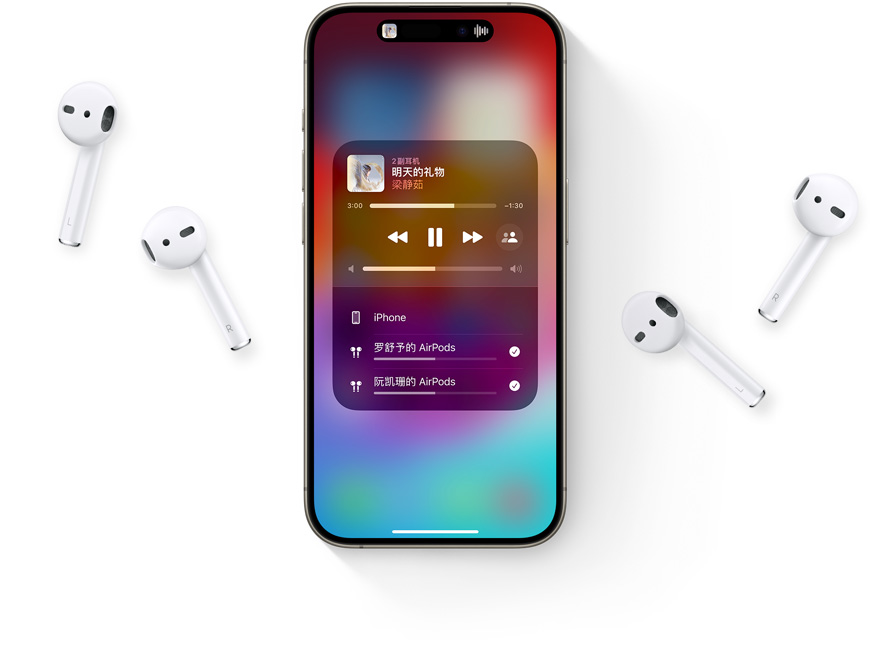 2 副耳机
明天的礼物
梁静茹
3:00 -1:30
iPhone
罗舒予的 AirPods
阮凯珊的 AirPods
L
R
R
L